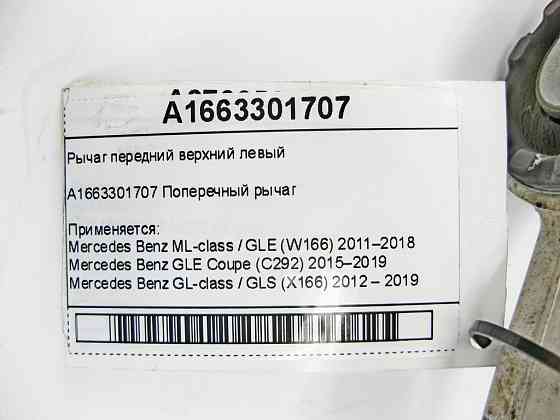 A1663301707
Рычаг передний верхний левый
A1663301707 Поперечный рычаг
Применяется:
Mercedes Benz ML-class / GLE (W166) 2011–2018
Mercedes Benz GLE Coupe (C292) 2015–2019
Mercedes Benz GL-class / GLS (X166) 2012 – 2019